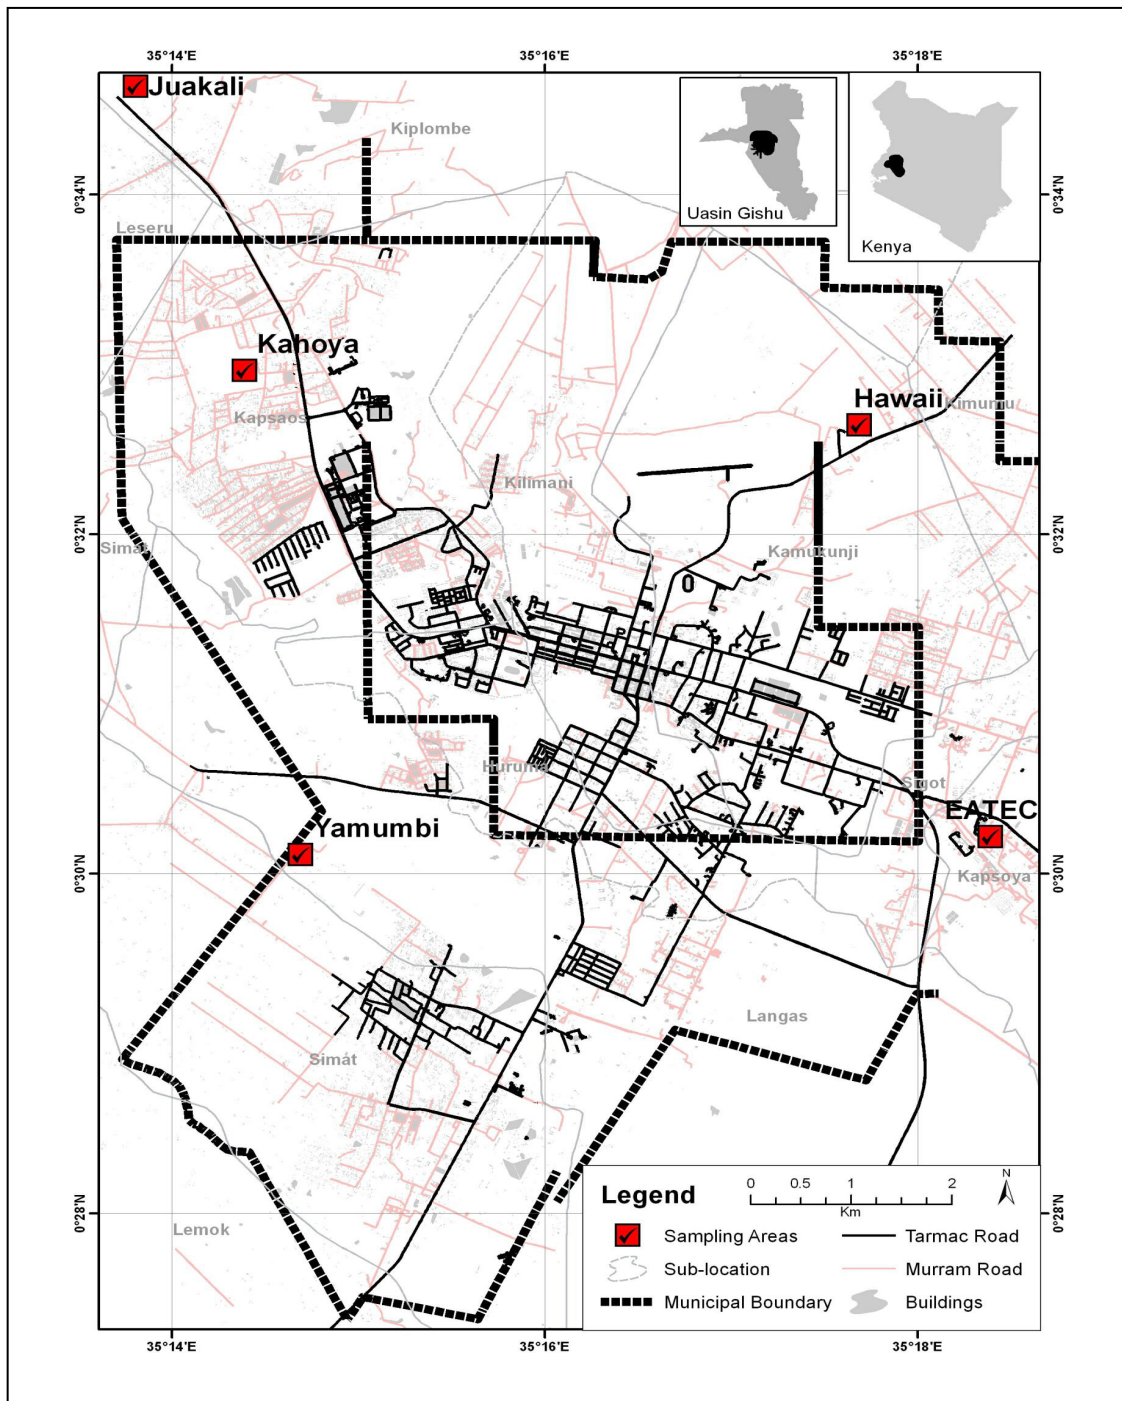 35°14'E
35°16'E
35°18'E
Juakali
Kiplombe
Uasin Gishu
Kenya
0°34'N
0°34'N
Leseru
Kahoya
Hawaii
Kimumu
Kapsaos
Kilimani
0°32'N
0°32'N
Simat
Kamukunji
Huruma
Sigot
EATEC
Yamumbi
0°30'N
0°30'N
Kapsoya
Langas
Simat
Legend
0 0.5 1 2
Km
N
Sampling Areas
Tarmac Road
Sub-location
Murram Road
Municipal Boundary
Buildings
0°28'N
0°28'N
Lemok
35°14'E
35°16'E
35°18'E